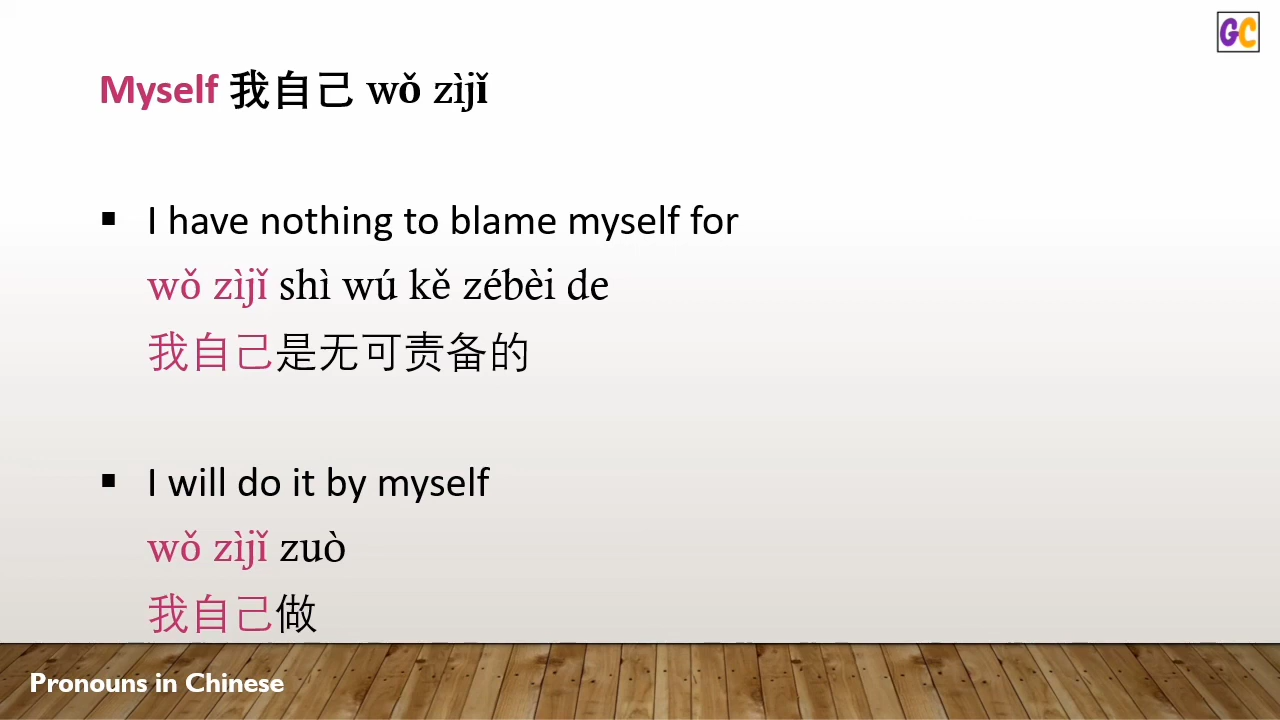 GC
Myself 我自己 wǒ zìjǐ
▪ I have nothing to blame myself for
wǒ zìjǐ shì wú kě zébèi de
我自己是无可责备的
▪ I will do it by myself
wǒ zìjǐ zuò
我自己做
Pronouns in Chinese